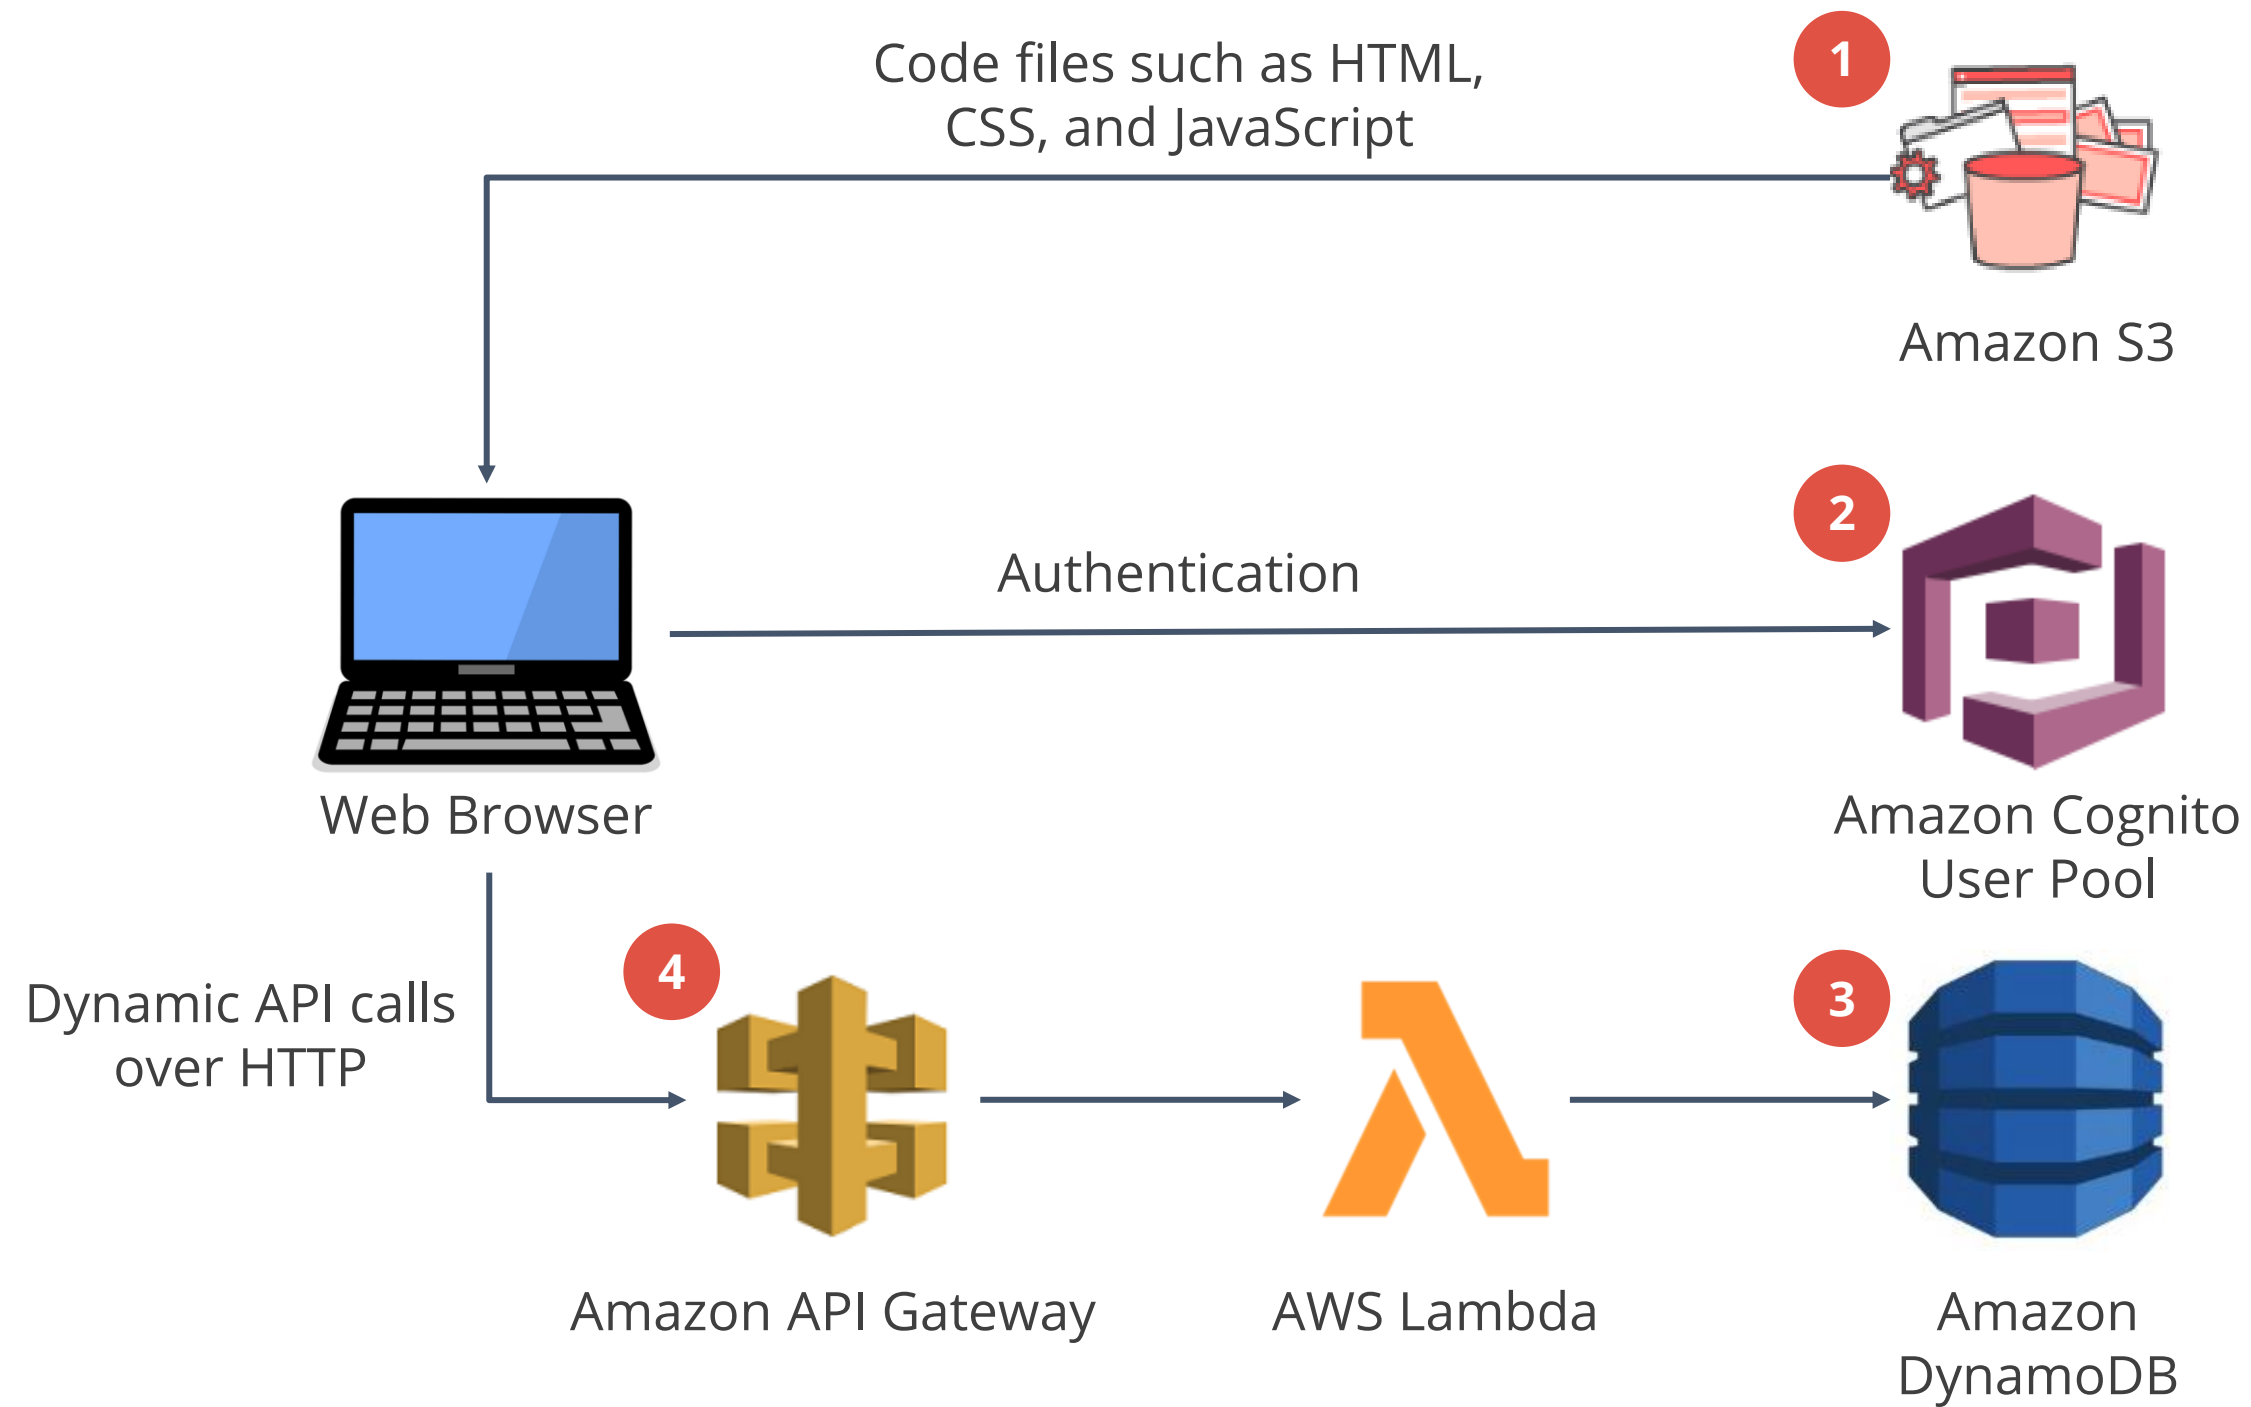 Code files such as HTML,
CSS, and JavaScript
1
Amazon S3
2
Authentication
Web Browser
Amazon Cognito
User Pool
4
3
Dynamic API calls
over HTTP
Amazon API Gateway
AWS Lambda
Amazon
DynamoDB